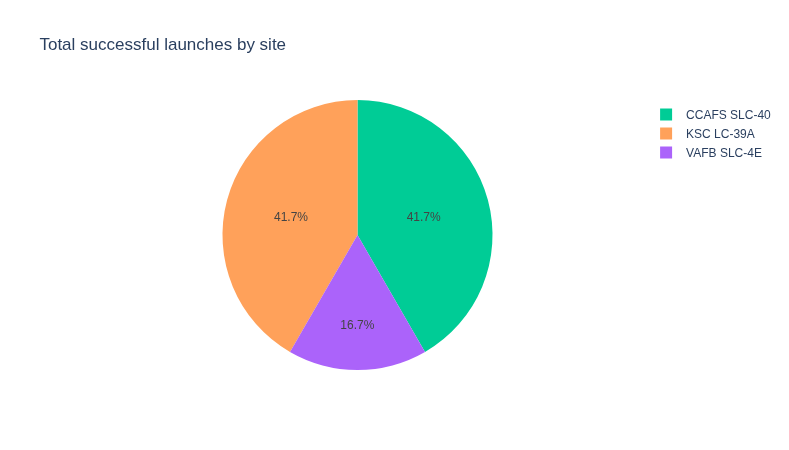 Total successful launches by site
CCAFS SLC-40
KSC LC-39A
VAFB SLC-4E
41.7%
41.7%
16.7%